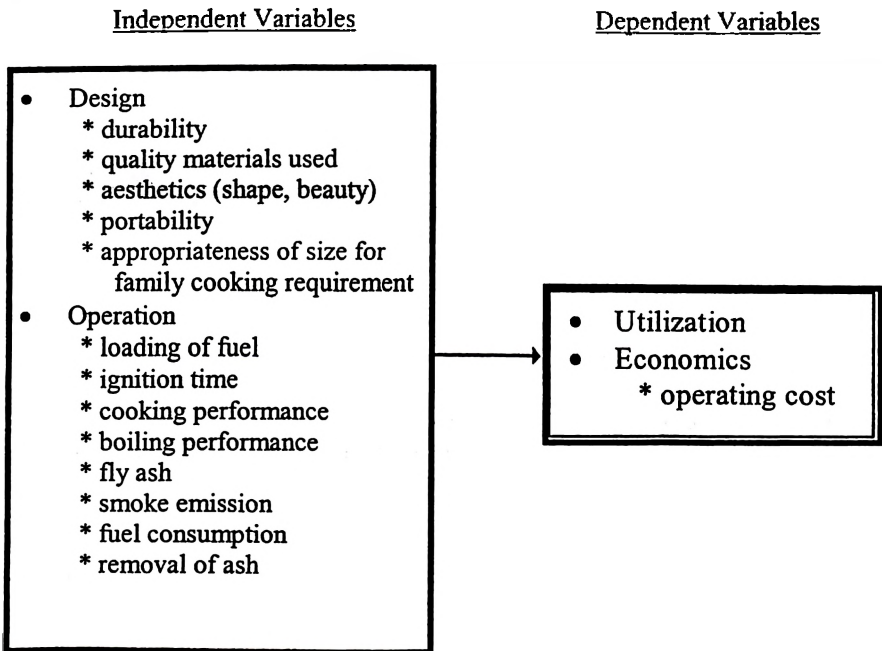 Independent Variables
Dependent Variables
• Design
* durability
* quality materials used
* aesthetics (shape, beauty)
* portability
* appropriateness of size for
family cooking requirement
• Operation
* loading of fuel
* ignition time
* cooking performance
* boiling performance
* fly ash
* smoke emission
* fuel consumption
* removal of ash
• Utilization
• Economics
* operating cost